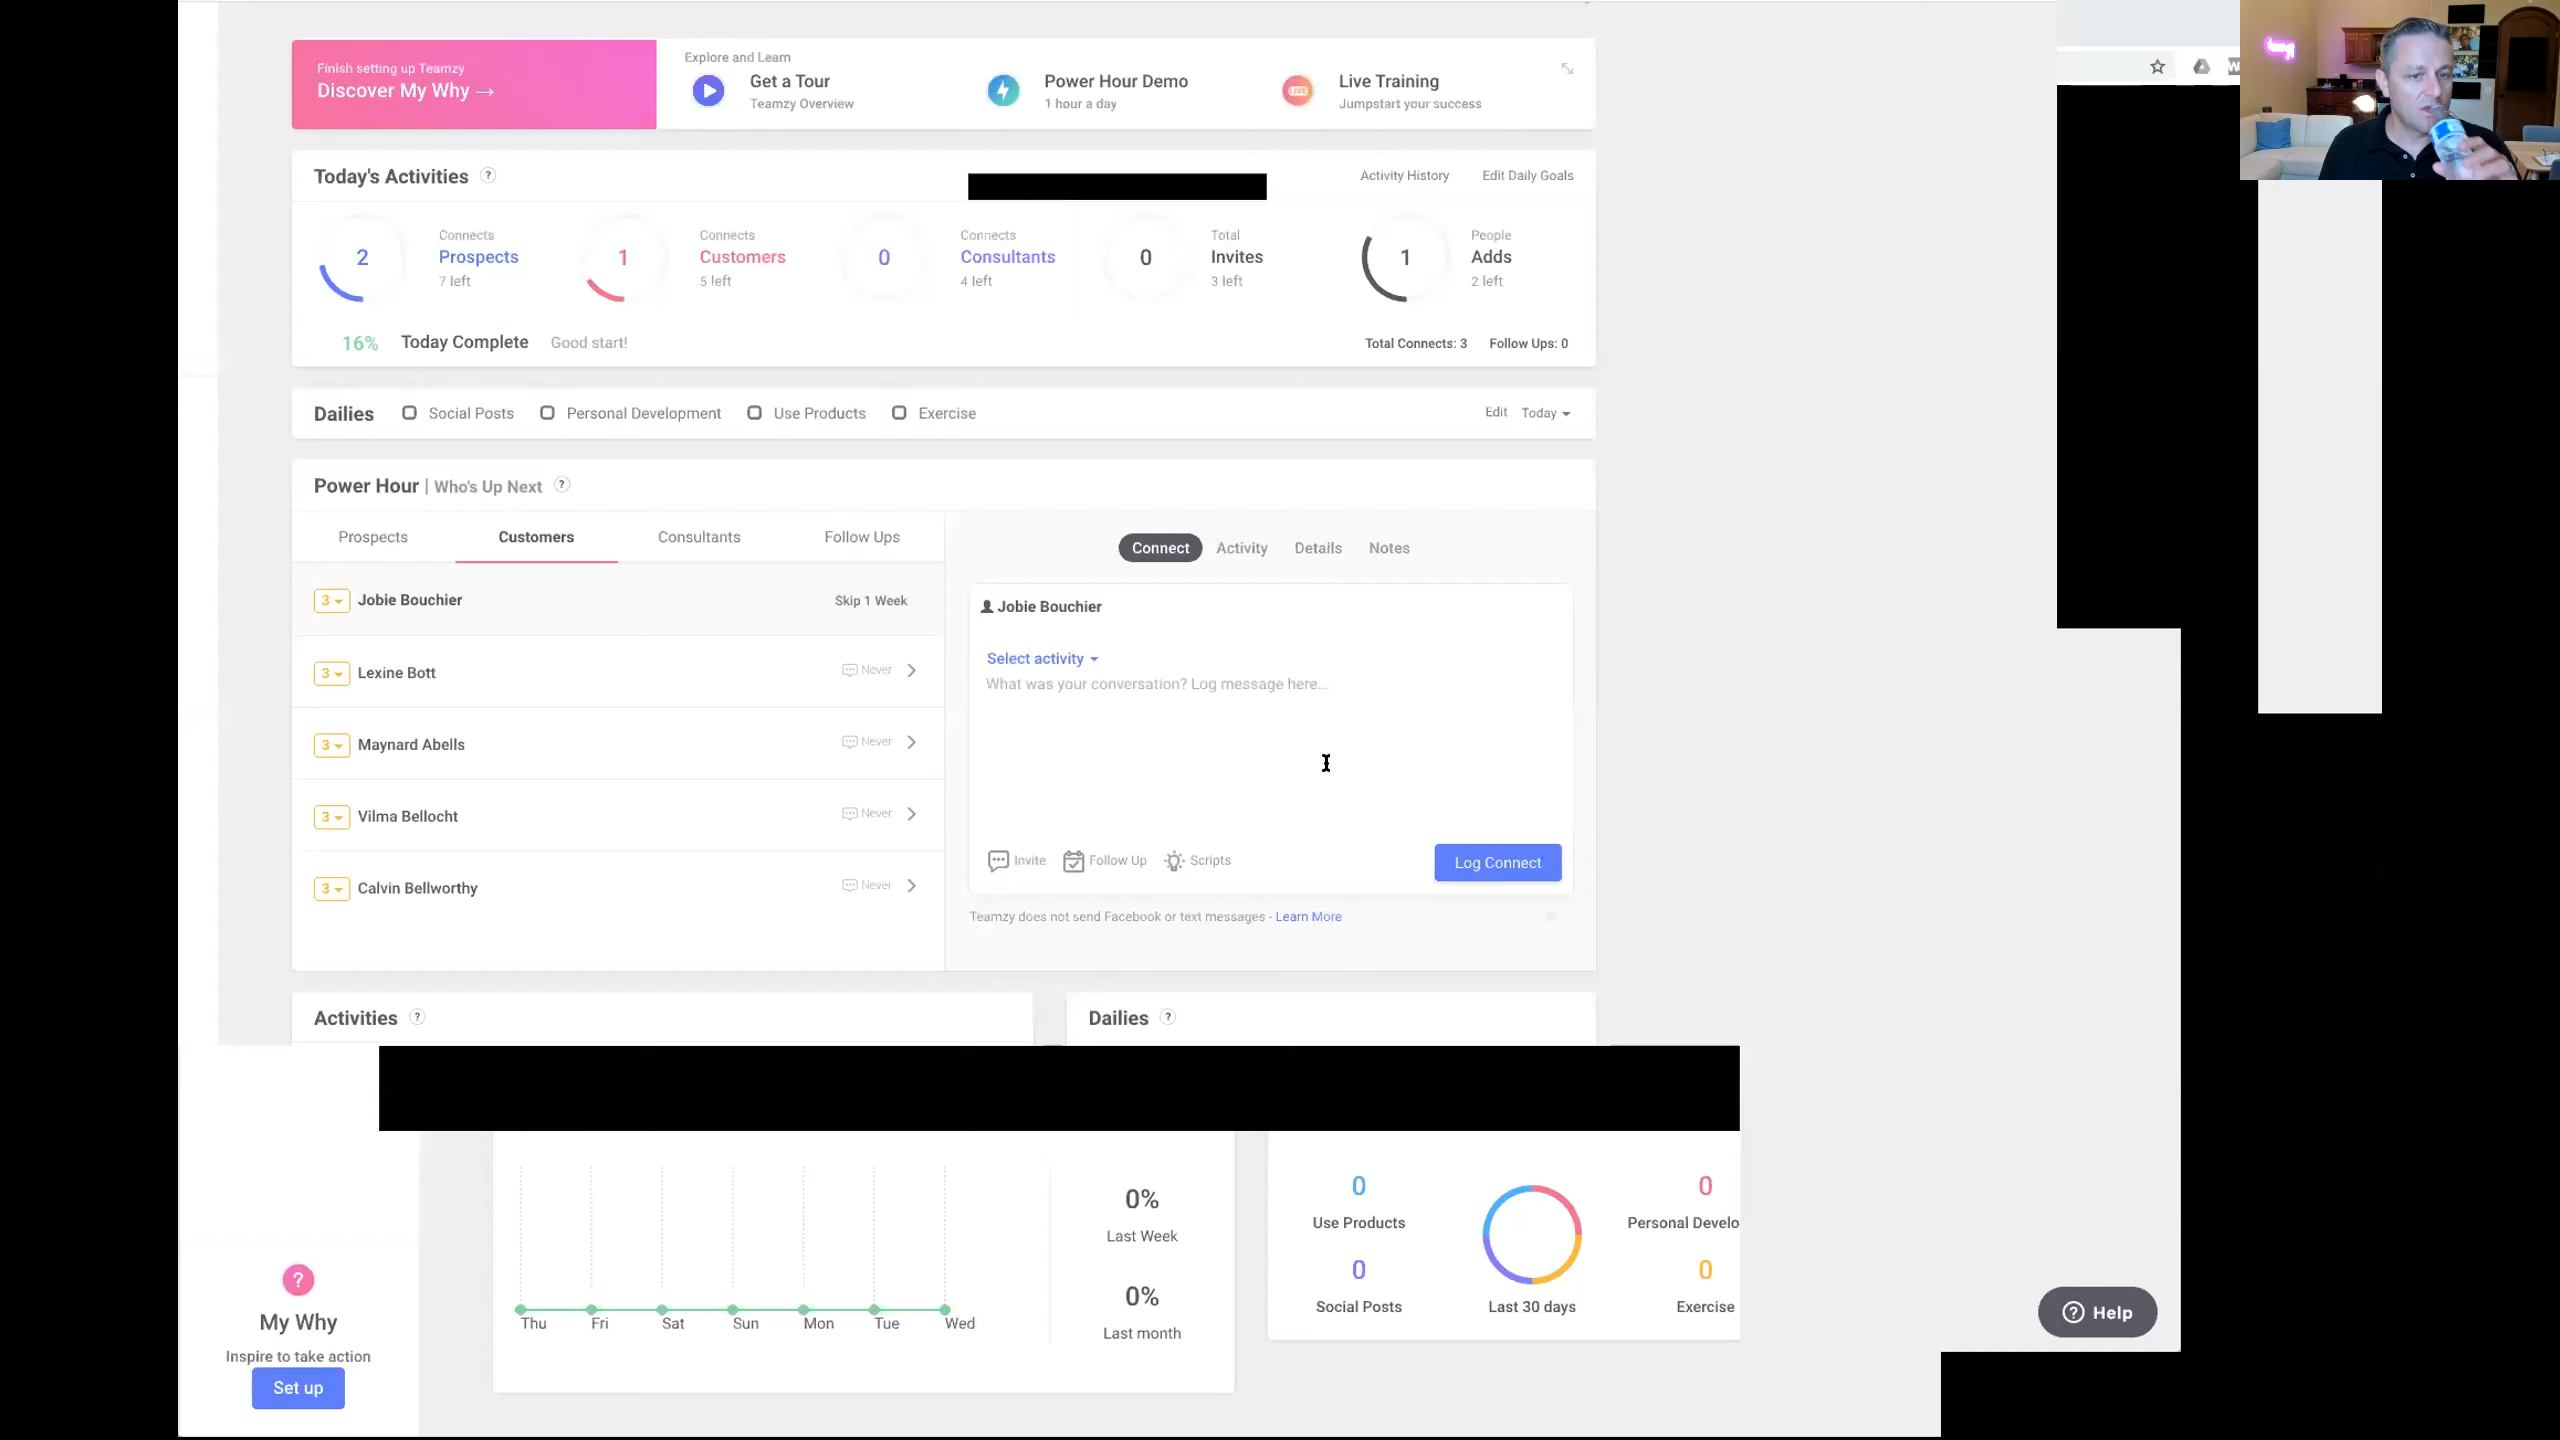 Finish setting up Teamzy
Discover My Why →
Explore and Learn
Get a Tour
Teamzy Overview
Power Hour Demo
1 hour a day
Live Training
Jumpstart your success
LIVE
Today's Activities ?
Activity History
Edit Daily Goals
2
Connects
Prospects
7 left
1
Connects
Customers
5 left
0
Connects
Consultants
4 left
0
Total
Invites
3 left
1
People
Adds
2 left
16% Today Complete Good start!
Total Connects: 3 Follow Ups: 0
Dailies Social Posts Personal Development Use Products Exercise Edit Today
Power Hour | Who's Up Next ?
Prospects Customers Consultants Follow Ups
3 Jobie Bouchier Skip 1 Week
3 Lexine Bott Never
3 Maynard Abells Never
3 Vilma Bellocht Never
3 Calvin Bellworthy Never
Connect Activity Details Notes
Jobie Bouchier
Select activity
What was your conversation? Log message here...
Invite Follow Up Scripts Log Connect
Teamzy does not send Facebook or text messages - Learn More
Activities ?
Dailies ?
Thu Fri Sat Sun Mon Tue Wed
0%
Last Week
0%
Last month
0
Use Products
0
Social Posts
Last 30 days
0
Personal Develo
0
Exercise
?
My Why
Inspire to take action
Set up
? Help